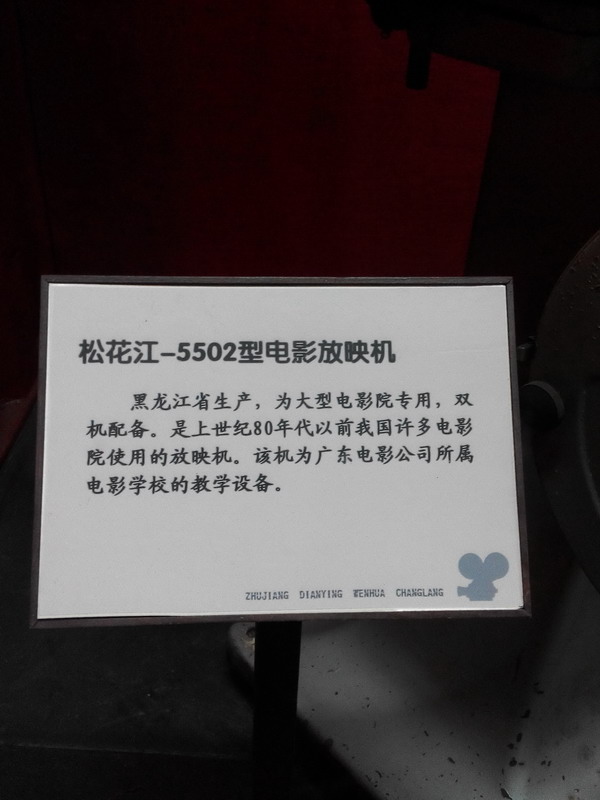 松花江–5502型电影放映机
黑龙江省生产，为大型电影院专用，双
机配备。是上世纪80年代以前我国许多电影
院使用的放映机。该机为广东电影公司所属
电影学校的教学设备。
ZHUJIANG DIANYING WENHUA CHANGLANG